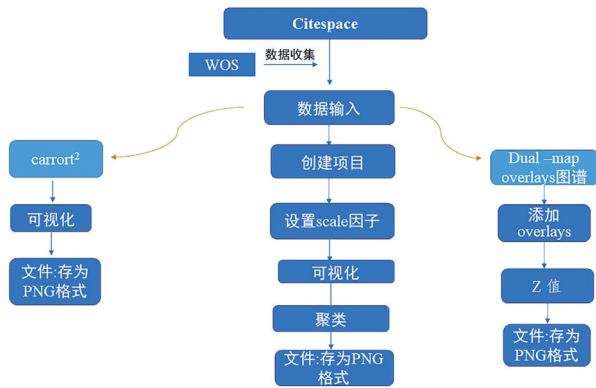 Citespace
WOS
数据收集
数据输入
carrort²
可视化
文件:存为
PNG格式
创建项目
设置scale因子
可视化
聚类
文件:存为PNG
格式
Dual –map
overlays图谱
添加
overlays
Z 值
文件:存为
PNG格式